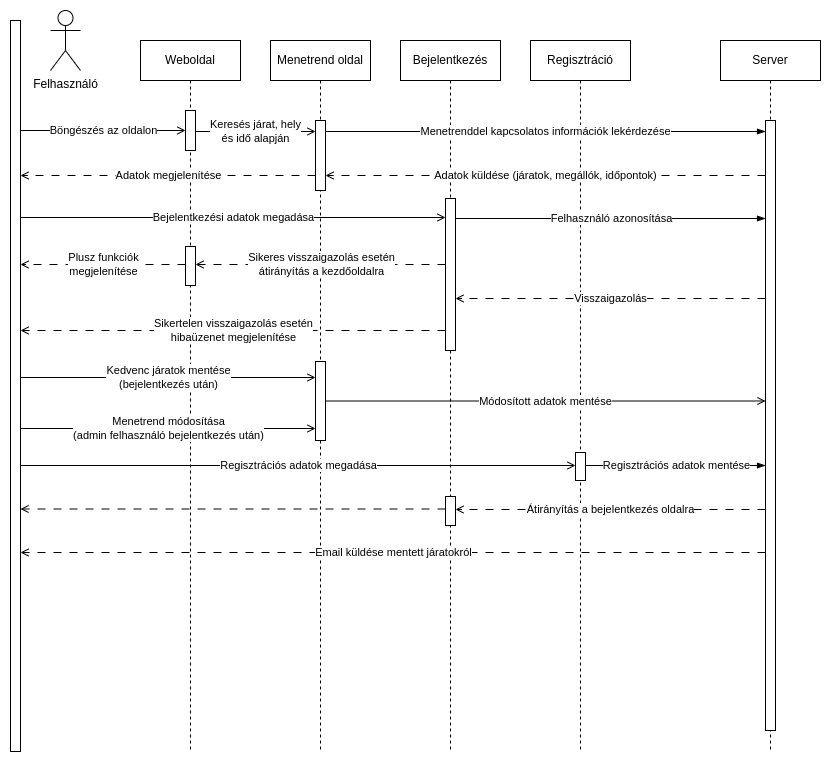 Felhasználó
Weboldal
Menetrend oldal
Bejelentkezés
Regisztráció
Server
Böngészés az oldalon
Keresés járat, hely
és idő alapján
Menetrenddel kapcsolatos információk lekérdezése
Adatok megjelenítése
Adatok küldése (járatok, megállók, időpontok)
Bejelentkezési adatok megadása
Felhasználó azonosítása
Plusz funkciók
megjelenítése
Sikeres visszaigazolás esetén
átirányítás a kezdőoldalra
Visszaigazolás
Sikertelen visszaigazolás esetén
hibaüzenet megjelenítése
Kedvenc járatok mentése
(bejelentkezés után)
Módosított adatok mentése
Menetrend módosítása
(admin felhasználó bejelentkezés után)
Regisztrációs adatok megadása
Regisztrációs adatok mentése
Átirányítás a bejelentkezés oldalra
Email küldése mentett járatokról